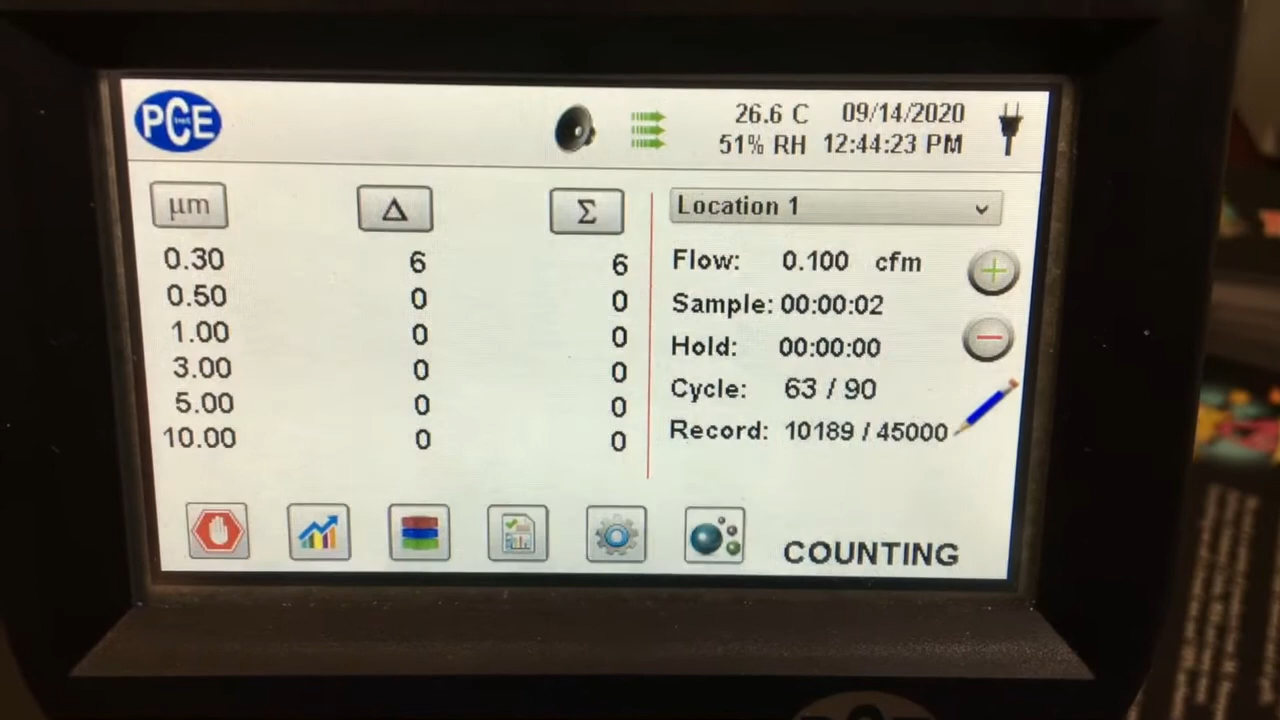 PCE
26.6 C 09/14/2020
51% RH 12:44:23 PM
µm Δ Σ
0.30 6 6
0.50 0 0
1.00 0 0
3.00 0 0
5.00 0 0
10.00 0 0
Location 1
Flow: 0.100 cfm
Sample: 00:00:02
Hold: 00:00:00
Cycle: 63 / 90
Record: 10189 / 45000
COUNTING